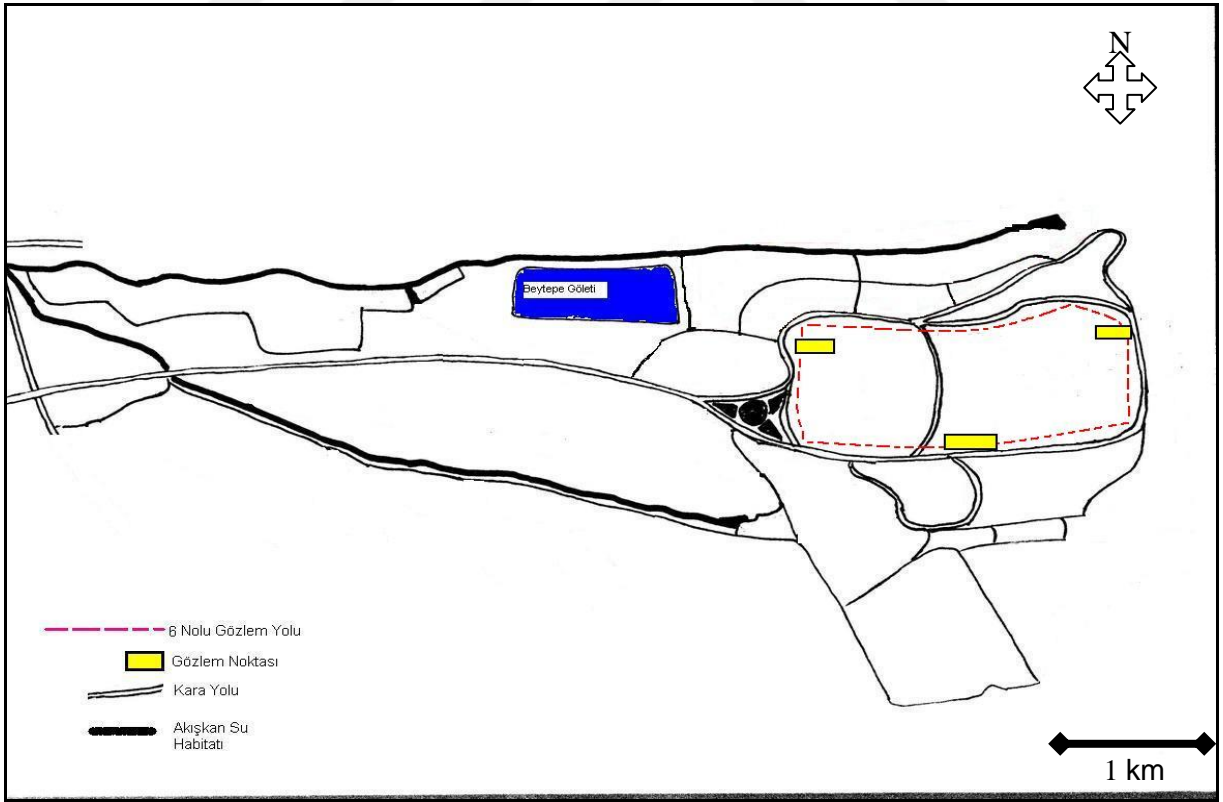 N
Beytepe Göleti
6 Nolu Gözlem Yolu
Gözlem Noktası
Kara Yolu
Akışkan Su
Habitatı
1 km